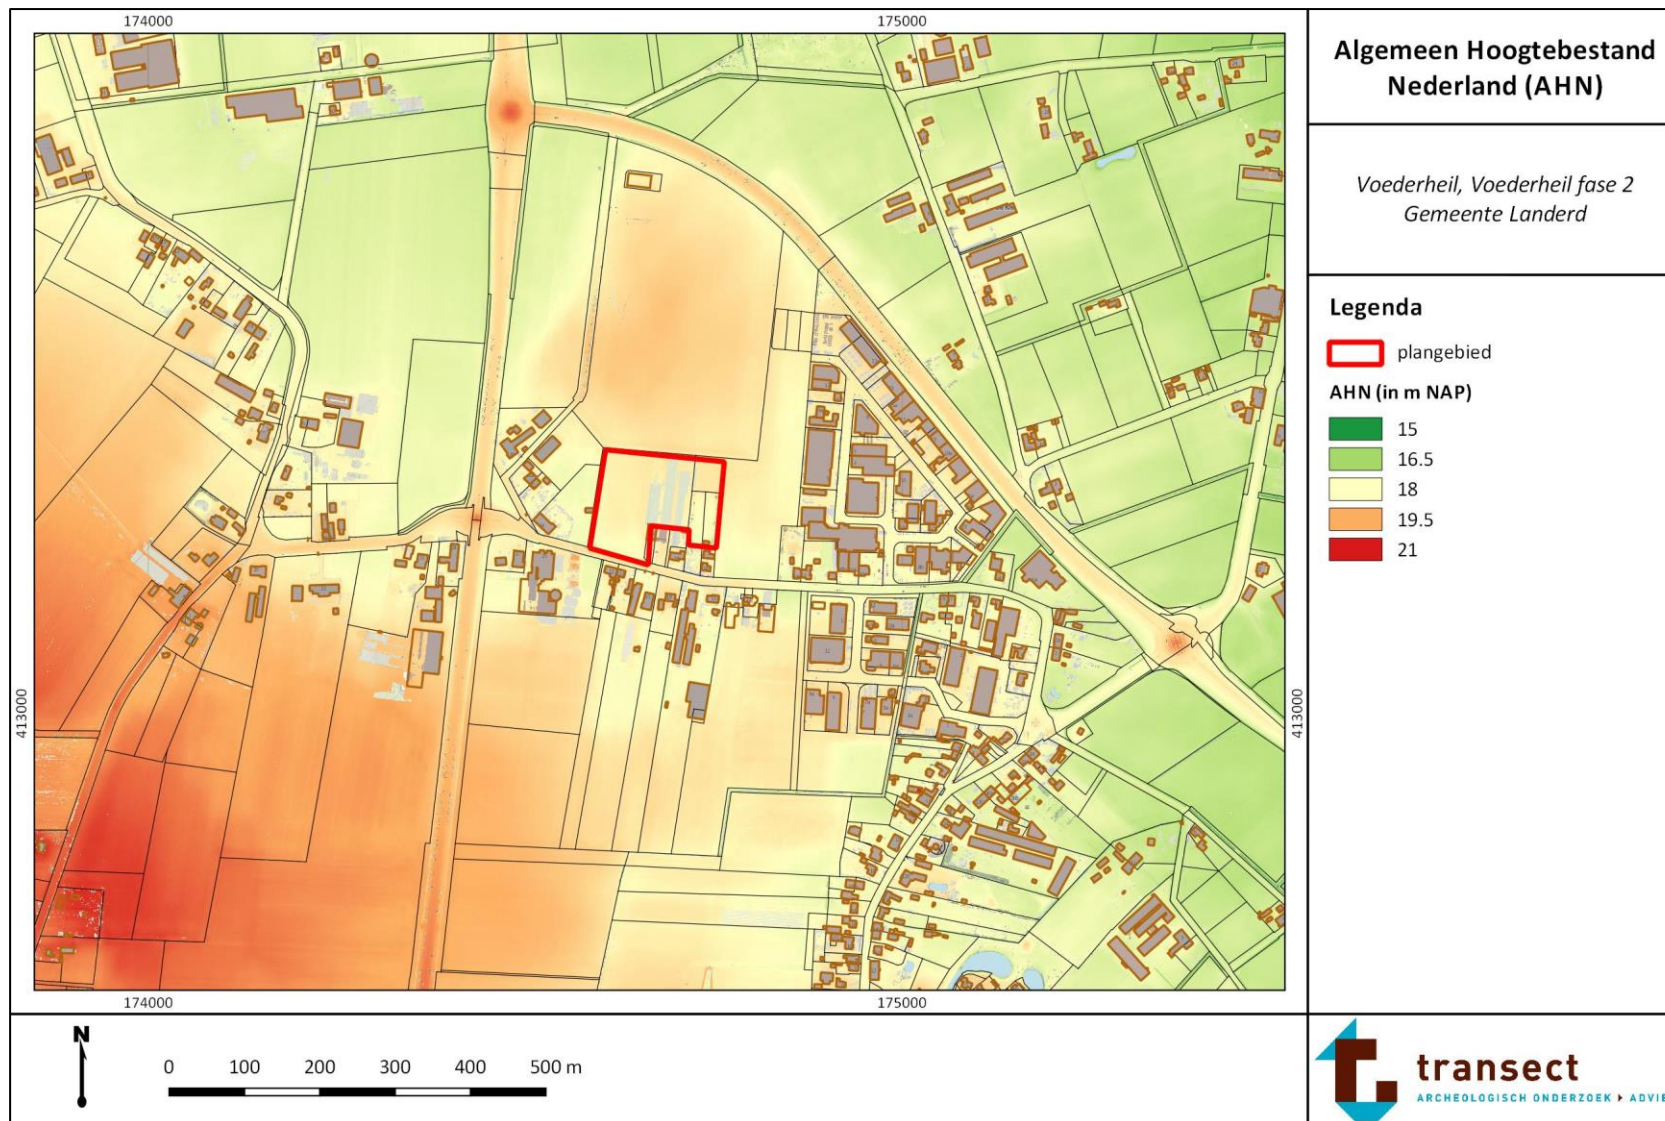 174000
175000
413000
413000
174000
175000
Algemeen Hoogtebestand
Nederland (AHN)
Voederheil, Voederheil fase 2
Gemeente Landerd
Legenda
plangebied
AHN (in m NAP)
15
16.5
18
19.5
21
N
0 100 200 300 400 500 m
transect
ARCHEOLOGISCH ONDERZOEK ADVIE